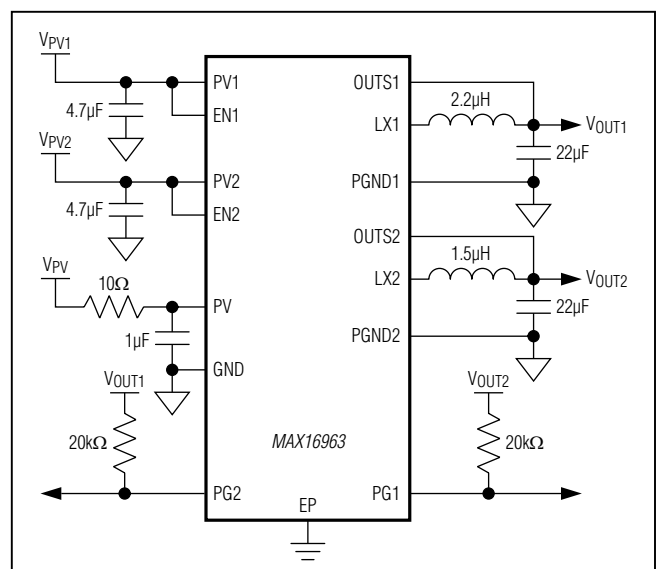 VPV1
PV1
4.7µF
EN1
VPV2
PV2
4.7µF
EN2
VPV
10Ω
PV
1µF
GND
VOUT1
20kΩ
PG2
MAX16963
EP
OUTS1
2.2µH
LX1
VOUT1
22µF
PGND1
OUTS2
1.5µH
LX2
VOUT2
22µF
PGND2
VOUT2
20kΩ
PG1